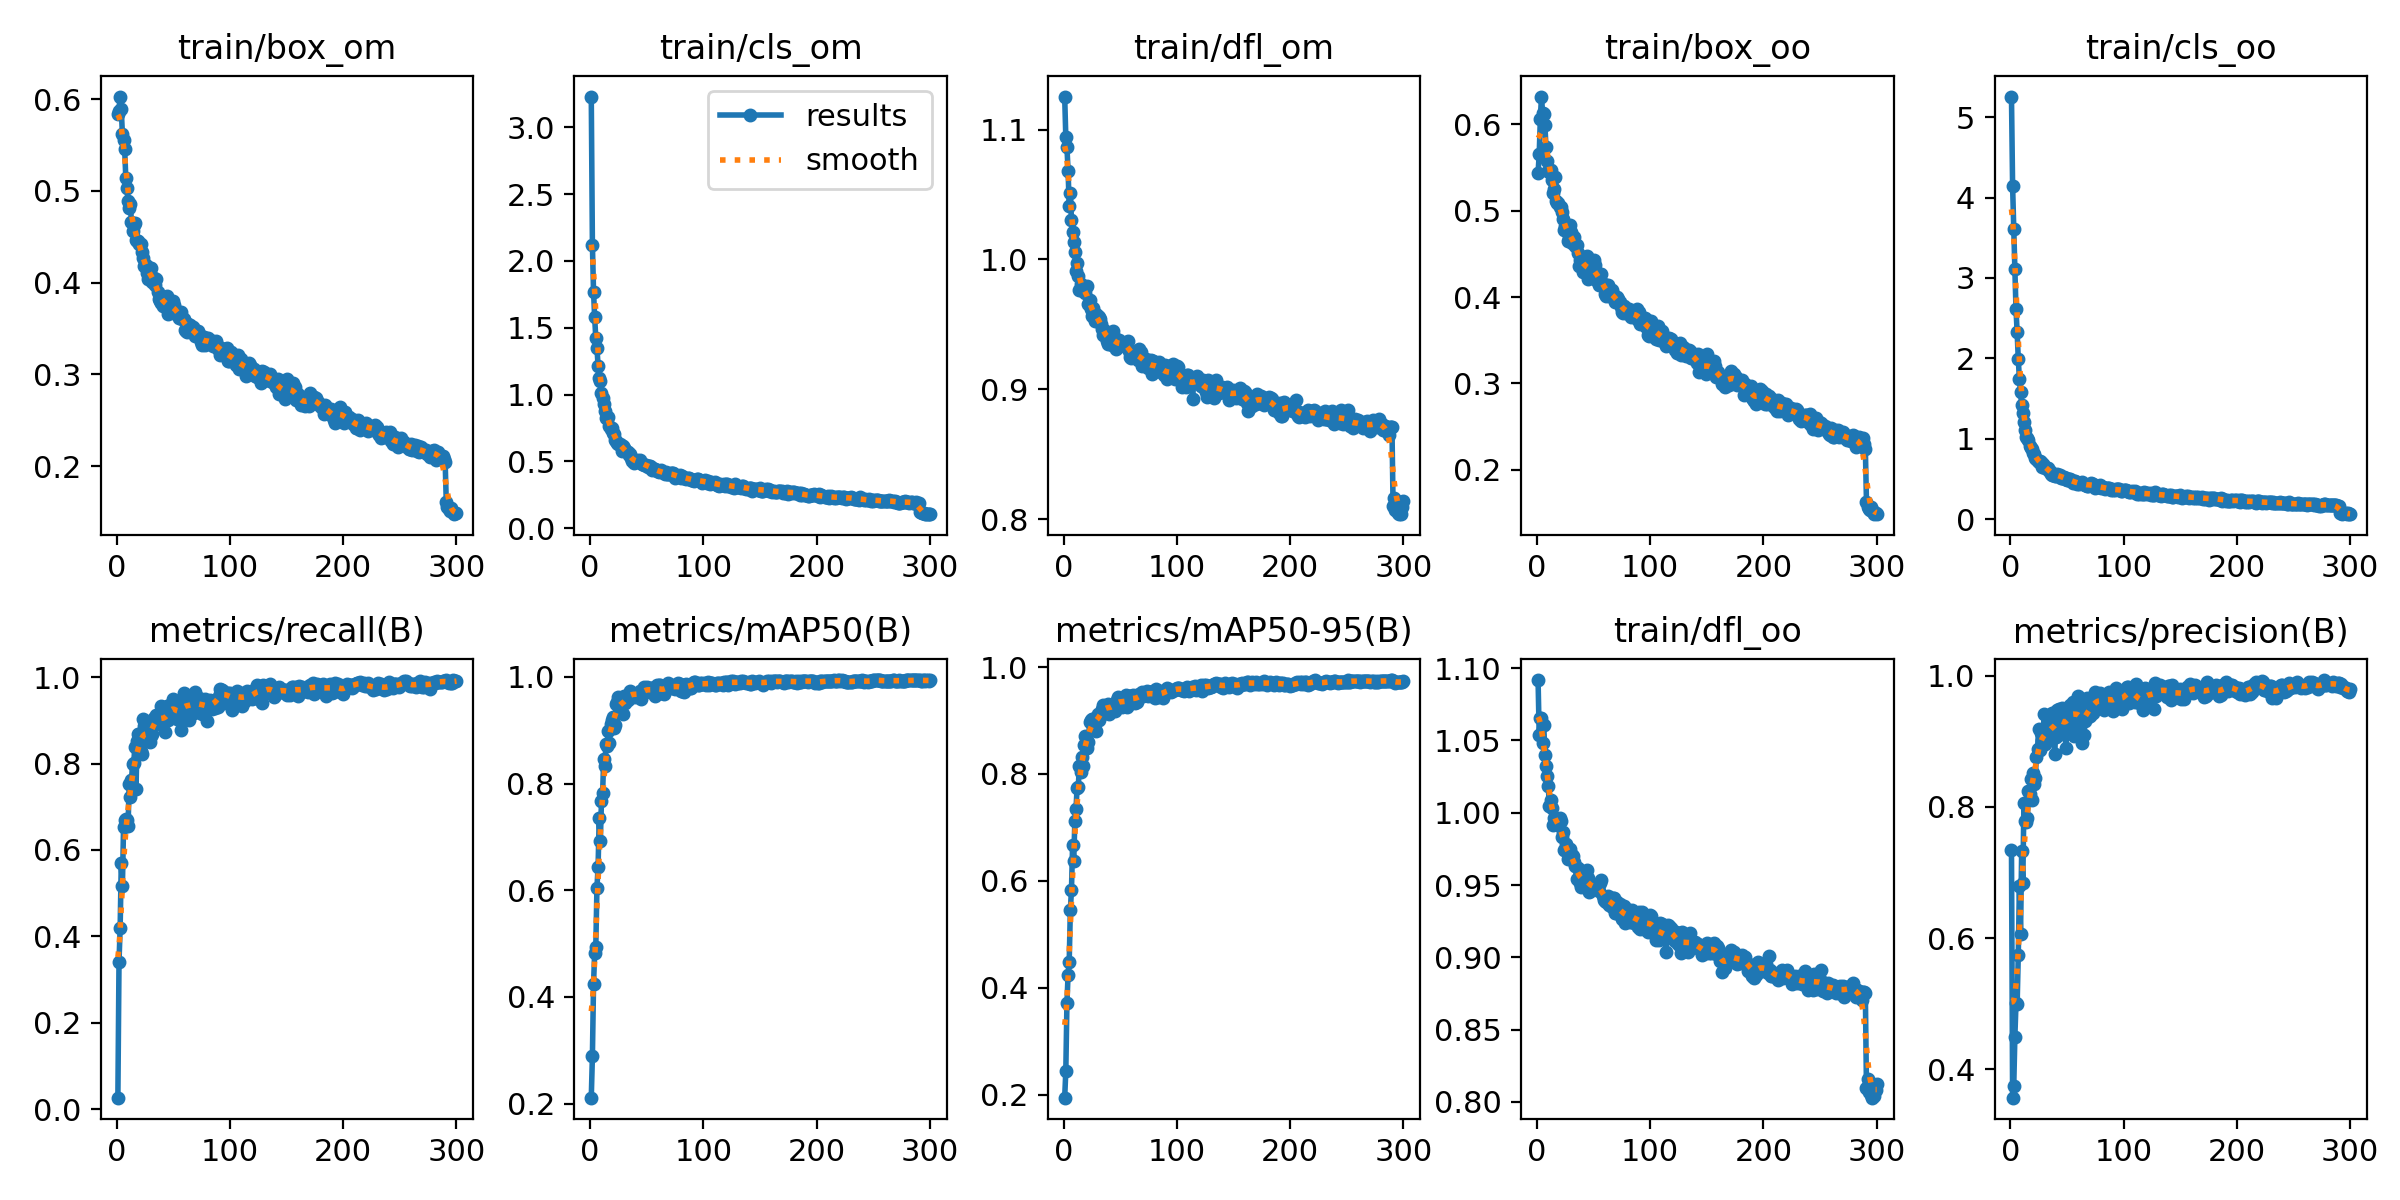 train/box_om
train/cls_om
train/dfl_om
train/box_oo
train/cls_oo
0.6
0.5
0.4
0.3
0.2
0 100 200 300
results
smooth
3.0
2.5
2.0
1.5
1.0
0.5
0.0
0 100 200 300
1.1
1.0
0.9
0.8
0 100 200 300
0.6
0.5
0.4
0.3
0.2
0 100 200 300
5
4
3
2
1
0
0 100 200 300
metrics/recall(B)
metrics/mAP50(B)
metrics/mAP50-95(B)
train/dfl_oo
metrics/precision(B)
1.0
0.8
0.6
0.4
0.2
0.0
0 100 200 300
1.0
0.8
0.6
0.4
0.2
0 100 200 300
1.0
0.8
0.6
0.4
0.2
0 100 200 300
1.10
1.05
1.00
0.95
0.90
0.85
0.80
0 100 200 300
1.0
0.8
0.6
0.4
0 100 200 300